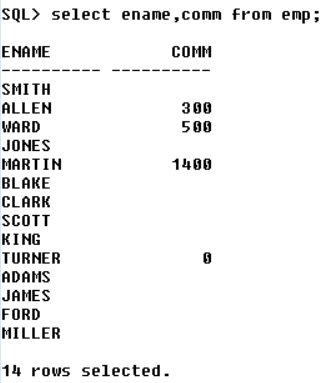 SQL> select ename,comm from emp;
ENAME            COMM
---------- ----------
SMITH
ALLEN             300
WARD              500
JONES
MARTIN           1400
BLAKE
CLARK
SCOTT
KING
TURNER              0
ADAMS
JAMES
FORD
MILLER
14 rows selected.